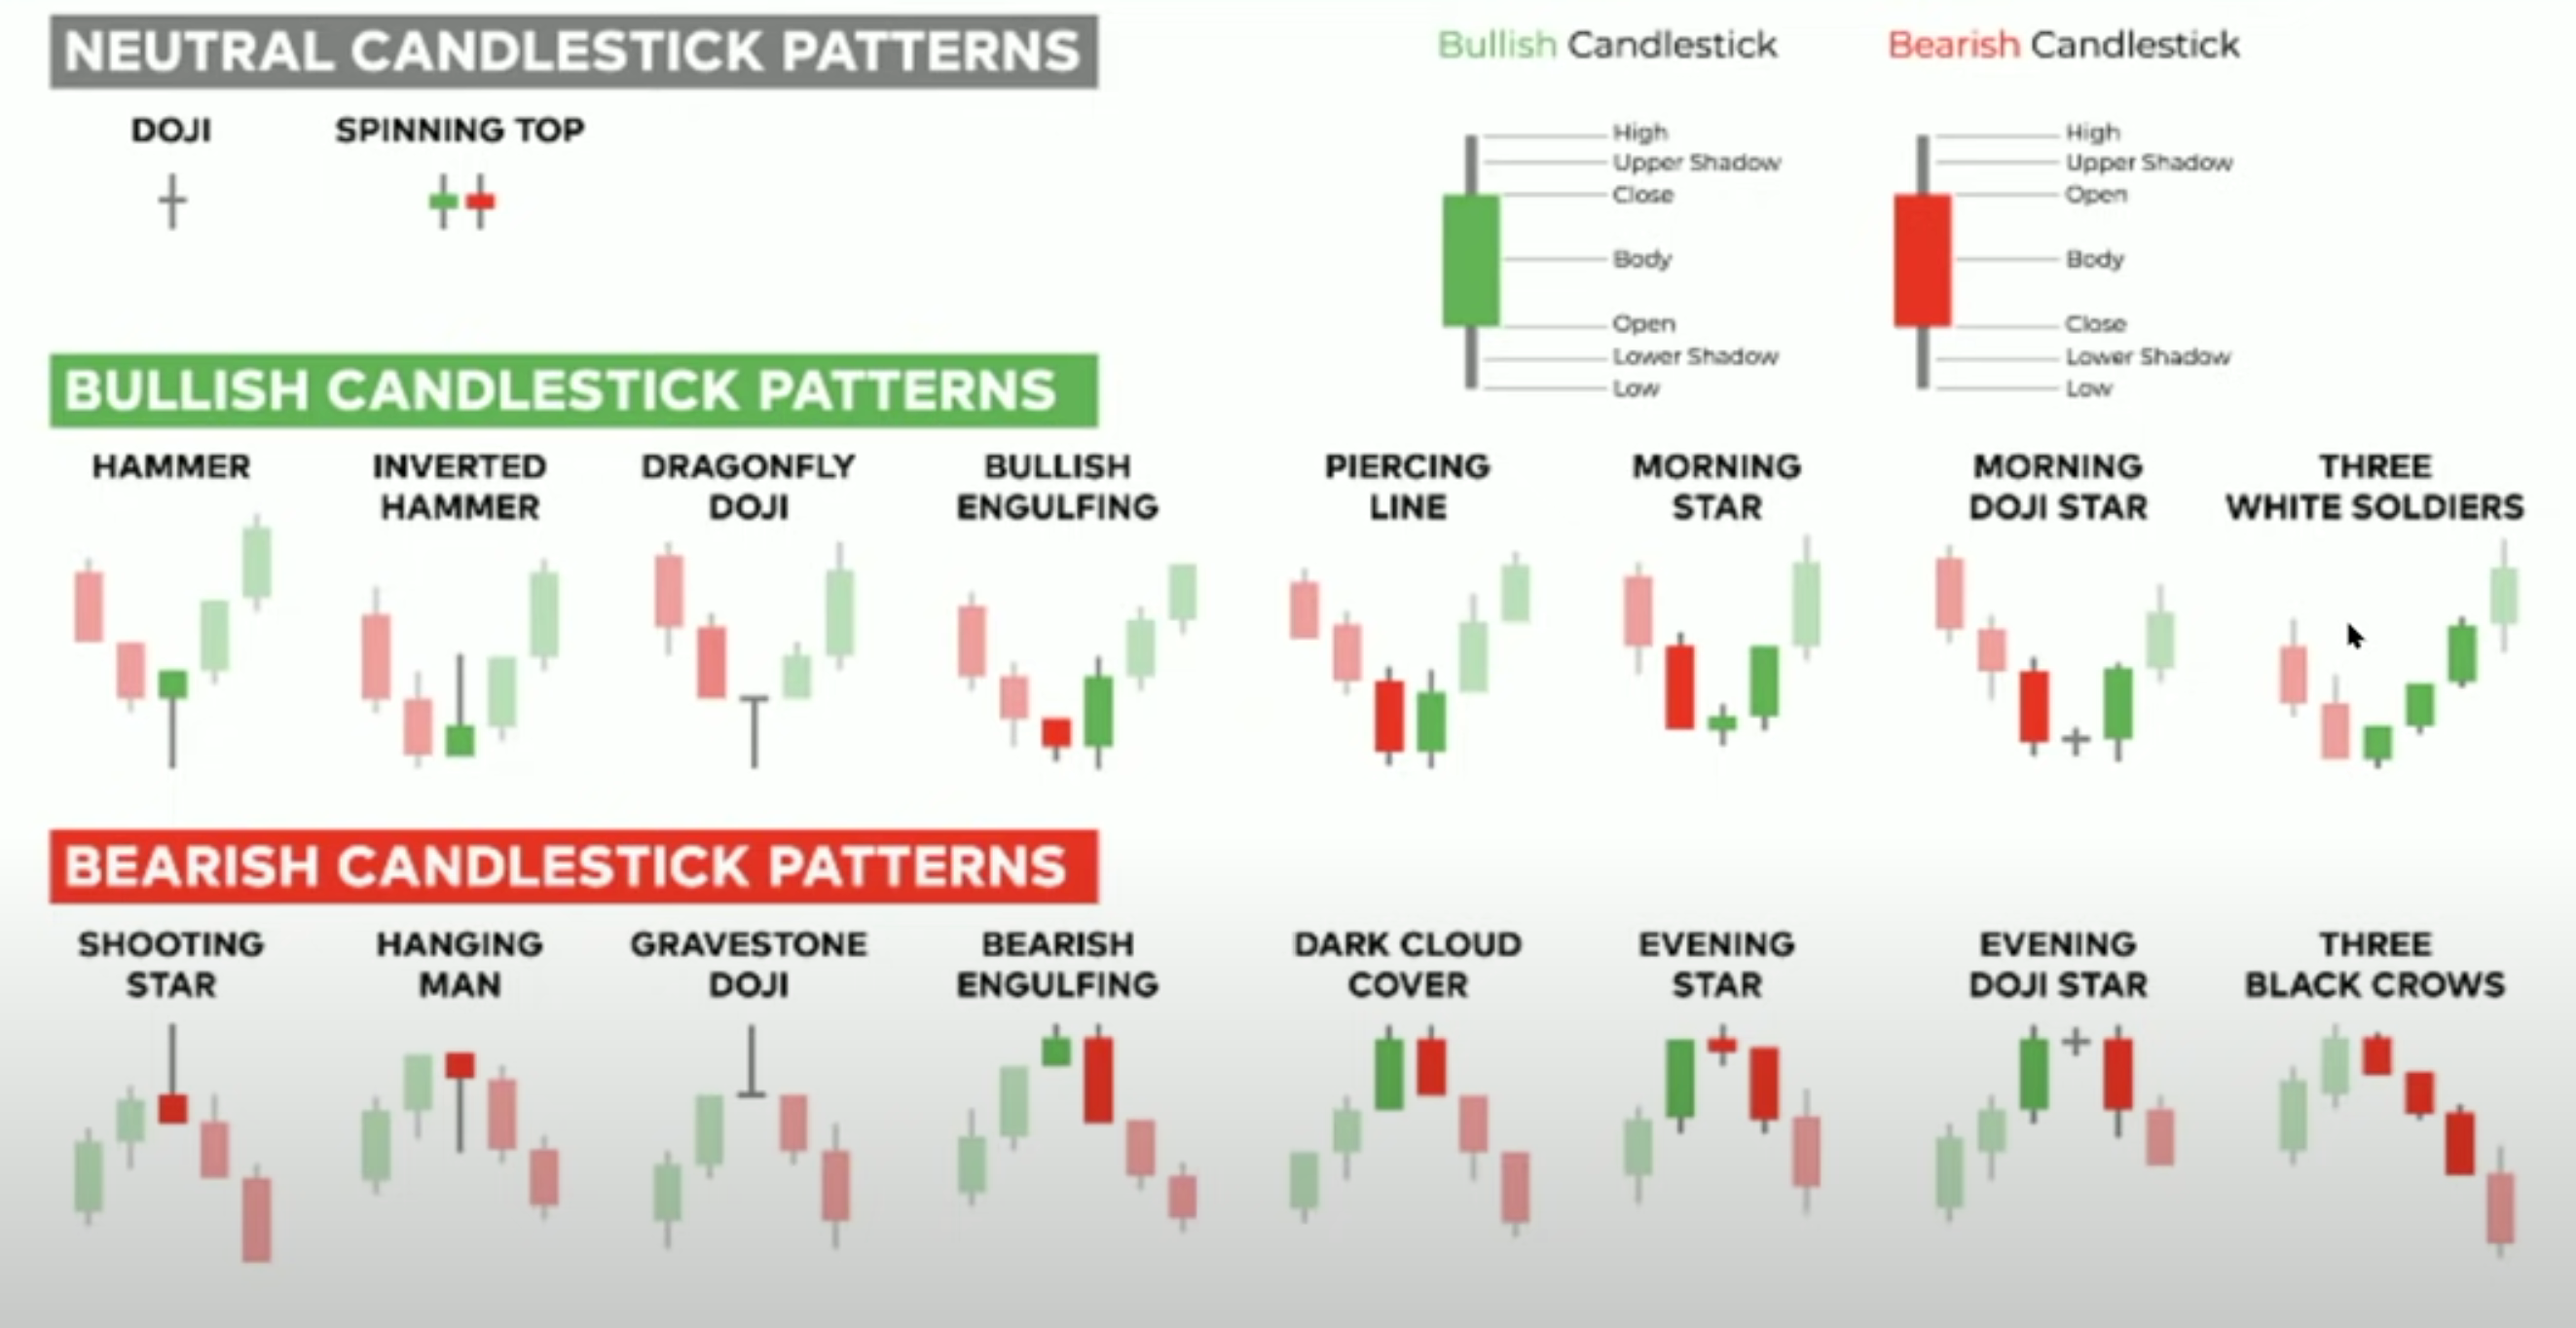 NEUTRAL CANDLESTICK PATTERNS
DOJI
SPINNING TOP
Bullish Candlestick
High
Upper Shadow
Close
Body
Open
Lower Shadow
Low
Bearish Candlestick
High
Upper Shadow
Open
Body
Close
Lower Shadow
Low
BULLISH CANDLESTICK PATTERNS
HAMMER
INVERTED
HAMMER
DRAGONFLY
DOJI
BULLISH
ENGULFING
PIERCING
LINE
MORNING
STAR
MORNING
DOJI STAR
THREE
WHITE SOLDIERS
BEARISH CANDLESTICK PATTERNS
SHOOTING
STAR
HANGING
MAN
GRAVESTONE
DOJI
BEARISH
ENGULFING
DARK CLOUD
COVER
EVENING
STAR
EVENING
DOJI STAR
THREE
BLACK CROWS